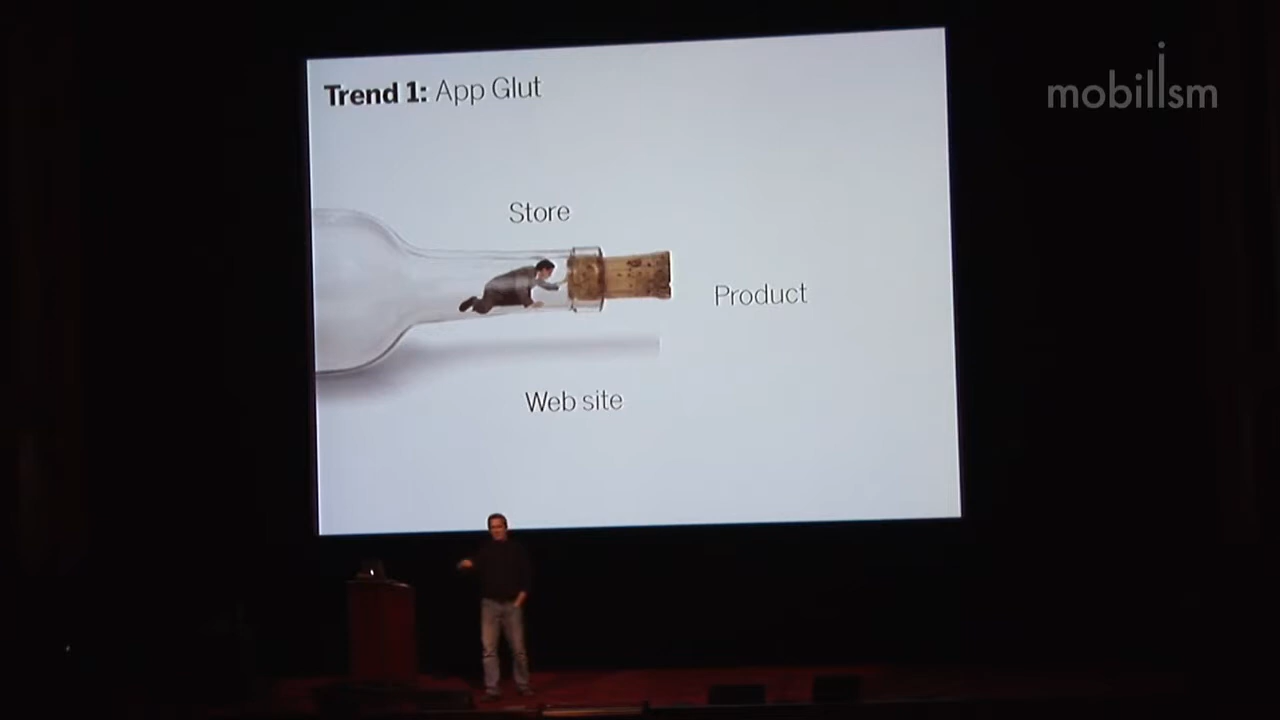 Trend 1: App Glut
mobilism
Store
Product
Web site